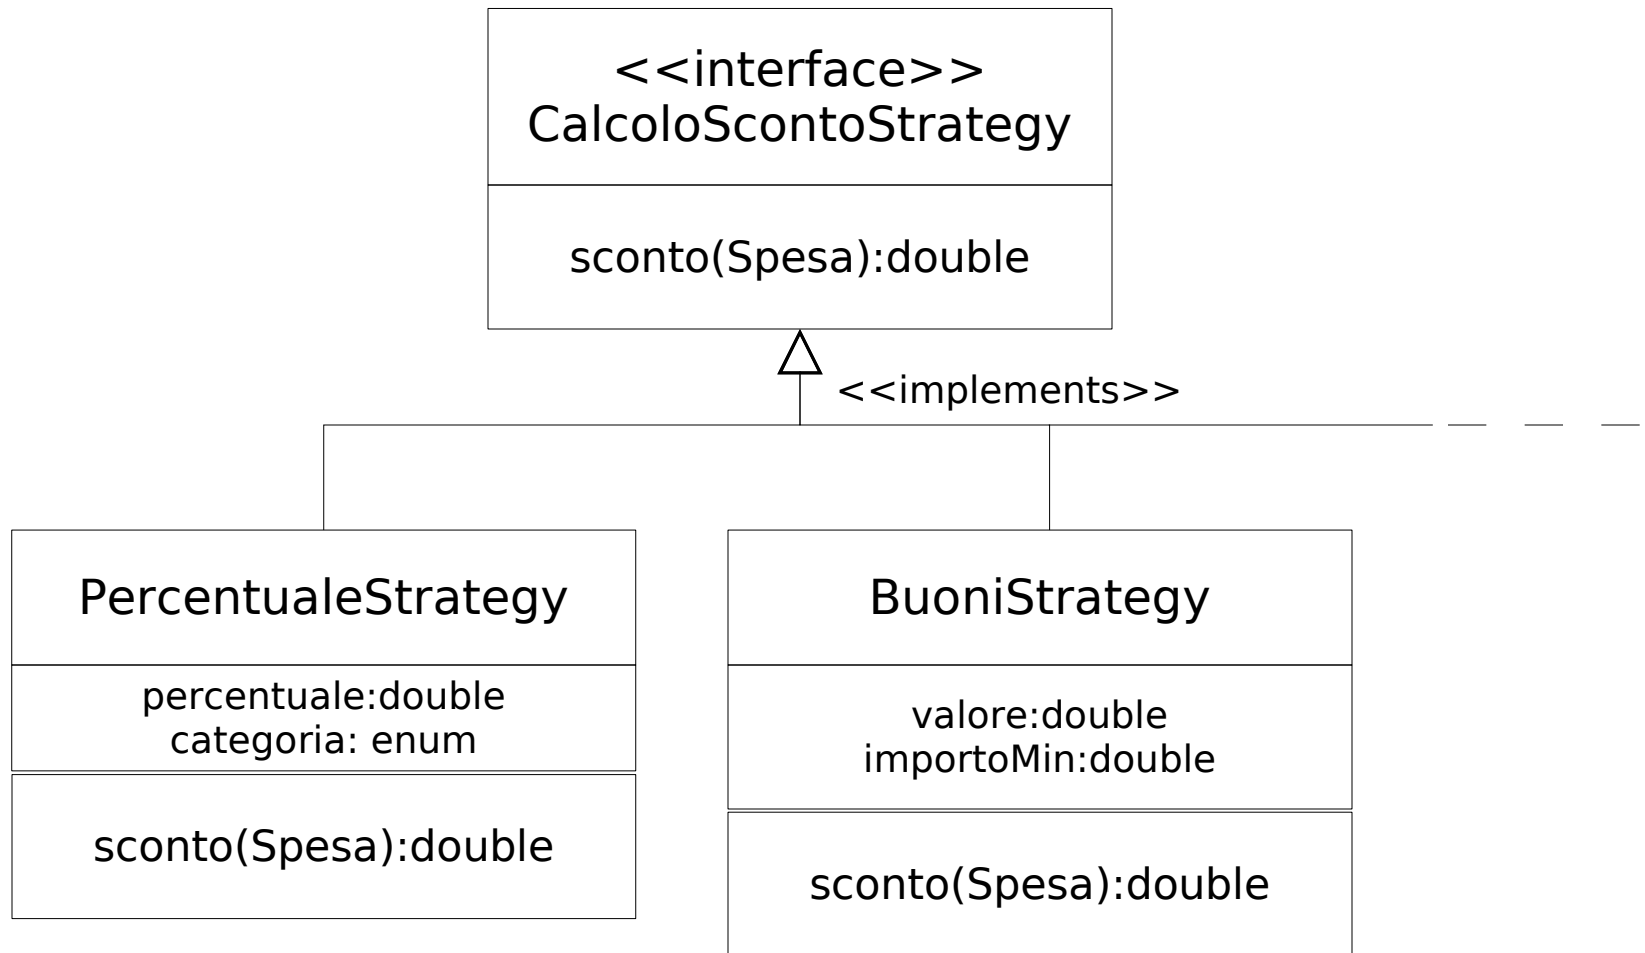 <<interface>>
CalcoloScontoStrategy
sconto(Spesa):double
<<implements>>
PercentualeStrategy
percentuale:double
categoria: enum
sconto(Spesa):double
BuoniStrategy
valore:double
importoMin:double
sconto(Spesa):double